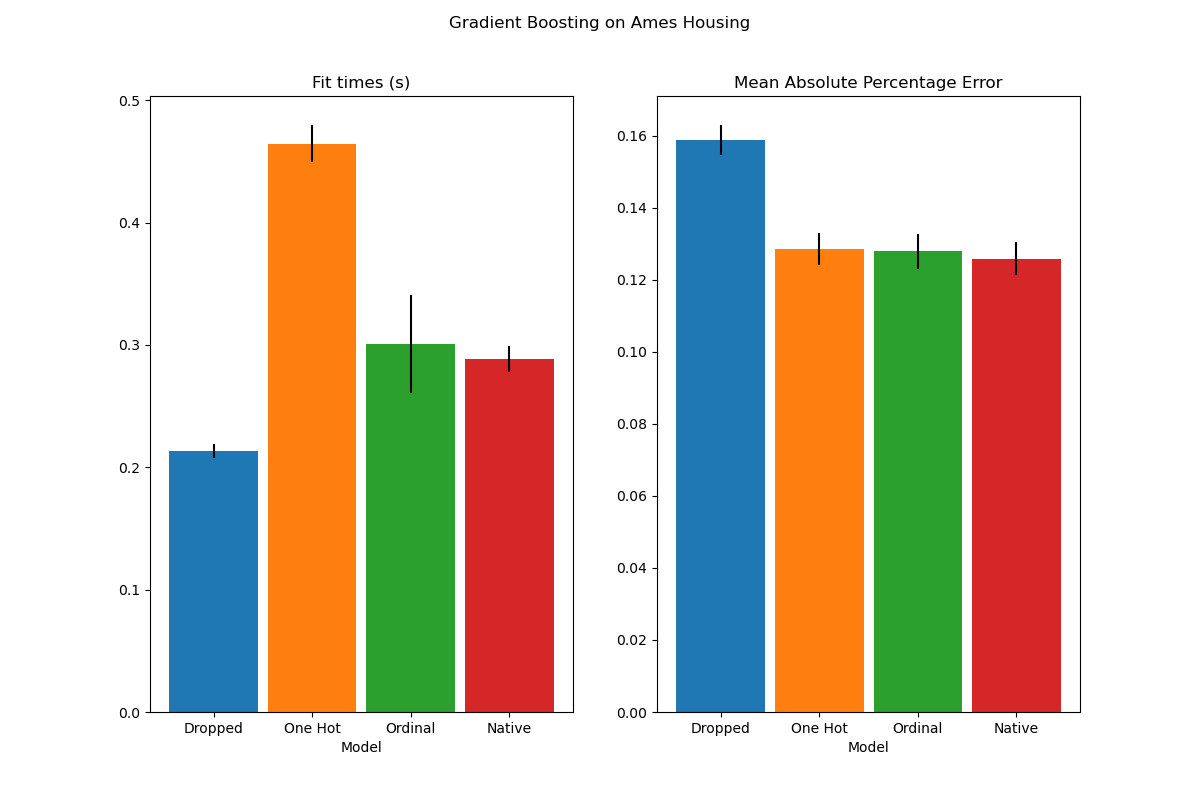 Gradient Boosting on Ames Housing
Fit times (s)
0.5
0.4
0.3
0.2
0.1
0.0
Dropped One Hot Ordinal Native
Model
Mean Absolute Percentage Error
0.16
0.14
0.12
0.10
0.08
0.06
0.04
0.02
0.00
Dropped One Hot Ordinal Native
Model